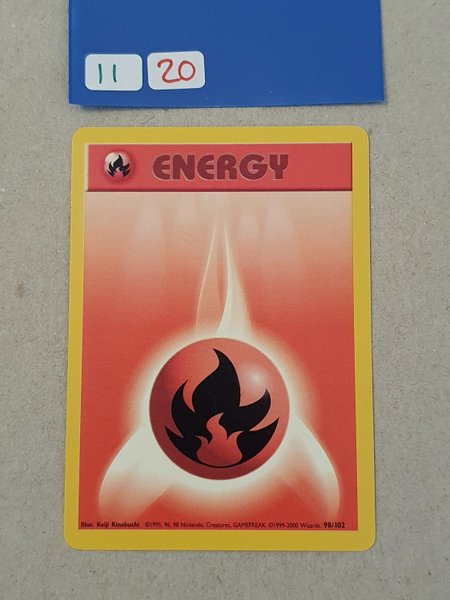 11 20
ENERGY
Illus. Keiji Kinebuchi ©1995, 96, 98 Nintendo, Creatures, GAMEFREAK. ©1999-2000 Wizards. 98/102